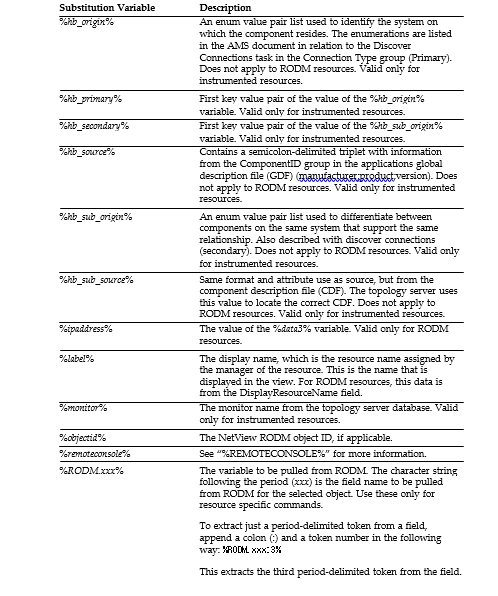 Substitution Variable Description
%hb_origin% An enum value pair list used to identify the system on
which the component resides. The enumerations are listed
in the AMS document in relation to the Discover
Connections task in the Connection Type group (Primary).
Does not apply to RODM resources. Valid only for
instrumented resources.
%hb_primary% First key value pair of the value of the %hb_origin%
variable. Valid only for instrumented resources.
%hb_secondary% First key value pair of the value of the %hb_sub_origin%
variable. Valid only for instrumented resources.
%hb_source% Contains a semicolon-delimited triplet with information
from the ComponentID group in the applications global
description file (GDF) (manufacturer;product;version). Does
not apply to RODM resources. Valid only for instrumented
resources.
%hb_sub_origin% An enum value pair list used to differentiate between
components on the same system that support the same
relationship. Also described with discover connections
(secondary). Does not apply to RODM resources. Valid only
for instrumented resources.
%hb_sub_source% Same format and attribute use as source, but from the
component description file (CDF). The topology server uses
this value to locate the correct CDF. Does not apply to
RODM resources. Valid only for instrumented resources.
%ipaddress% The value of the %data3% variable. Valid only for RODM
resources.
%label% The display name, which is the resource name assigned by
the manager of the resource. This is the name that is
displayed in the view. For RODM resources, this data is
from the DisplayResourceName field.
%monitor% The monitor name from the topology server database. Valid
only for instrumented resources.
%objectid% The NetView RODM object ID, if applicable.
%remoteconsole% See “%REMOTECONSOLE%” for more information.
%RODM.xxx% The variable to be pulled from RODM. The character string
following the period (xxx) is the field name to be pulled
from RODM for the selected object. Use these only for
resource specific commands.
To extract just a period-delimited token from a field,
append a colon (:) and a token number in the following
way: %RODM.xxx:3%
This extracts the third period-delimited token from the field.